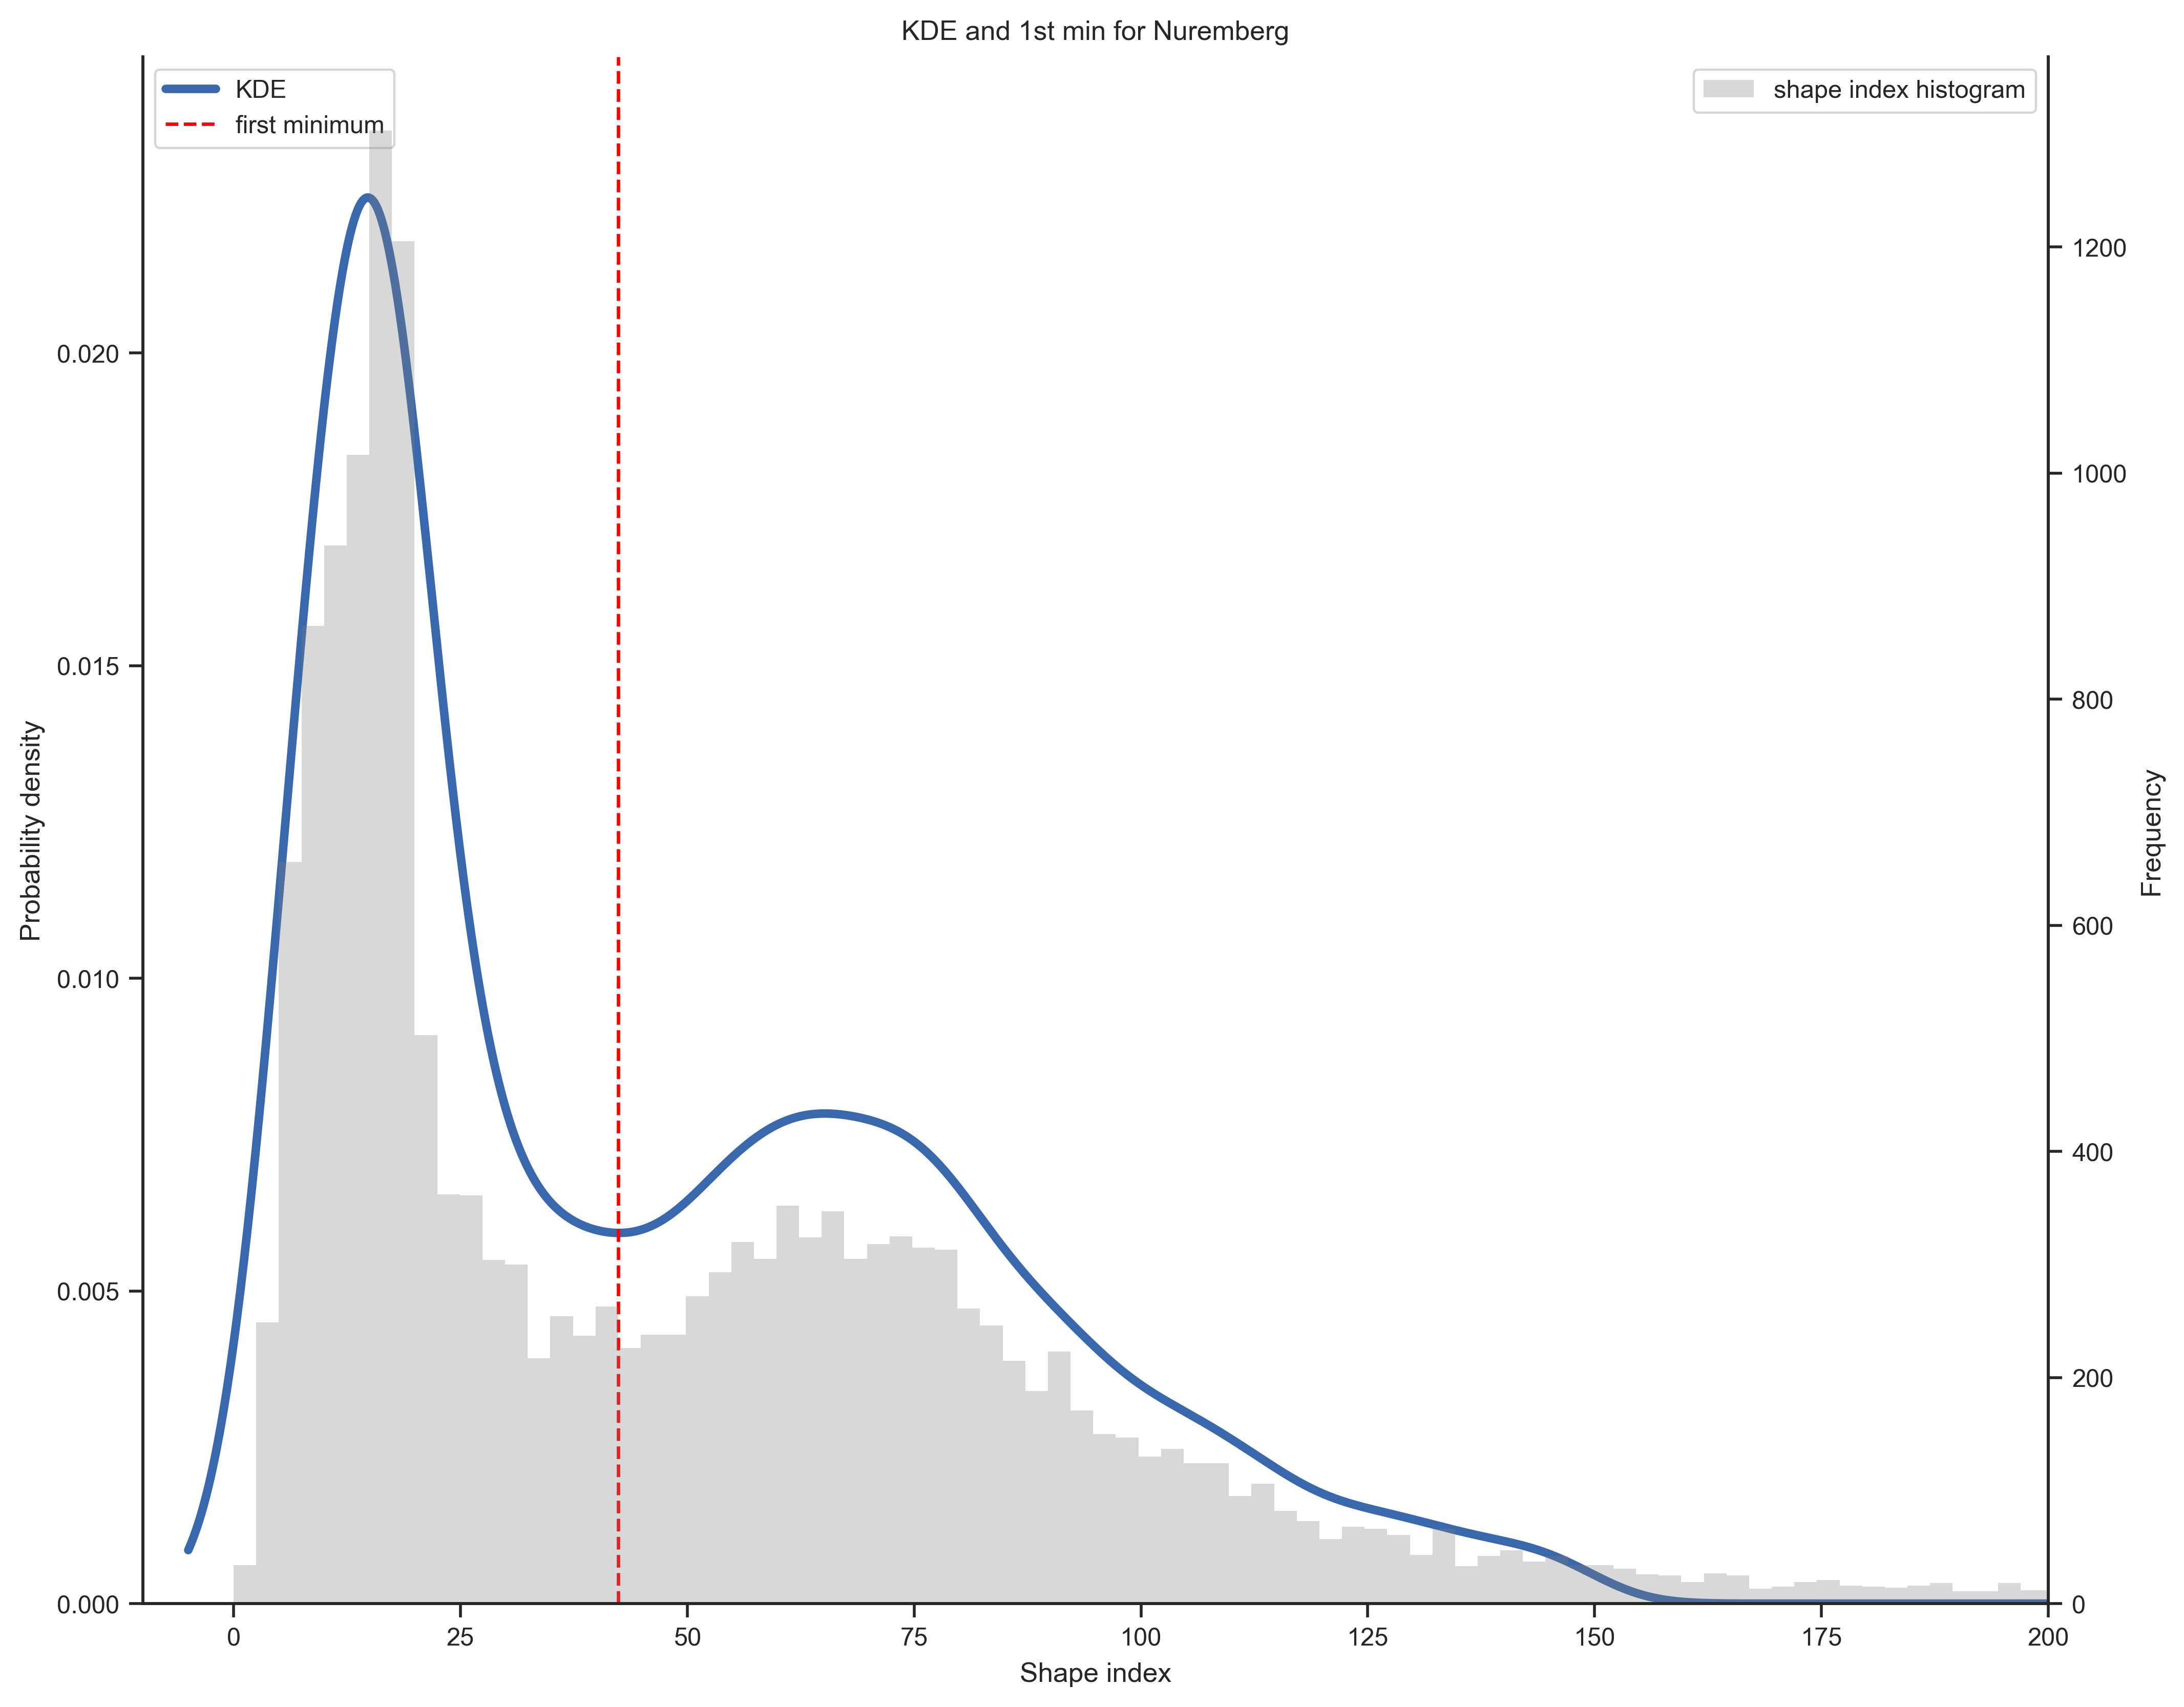 KDE and 1st min for Nuremberg
KDE
first minimum
shape index histogram
Probability density
0.020
0.015
0.010
0.005
0.000
1200
1000
800
600
400
200
0
Frequency
0 25 50 75 100 125 150 175 200
Shape index